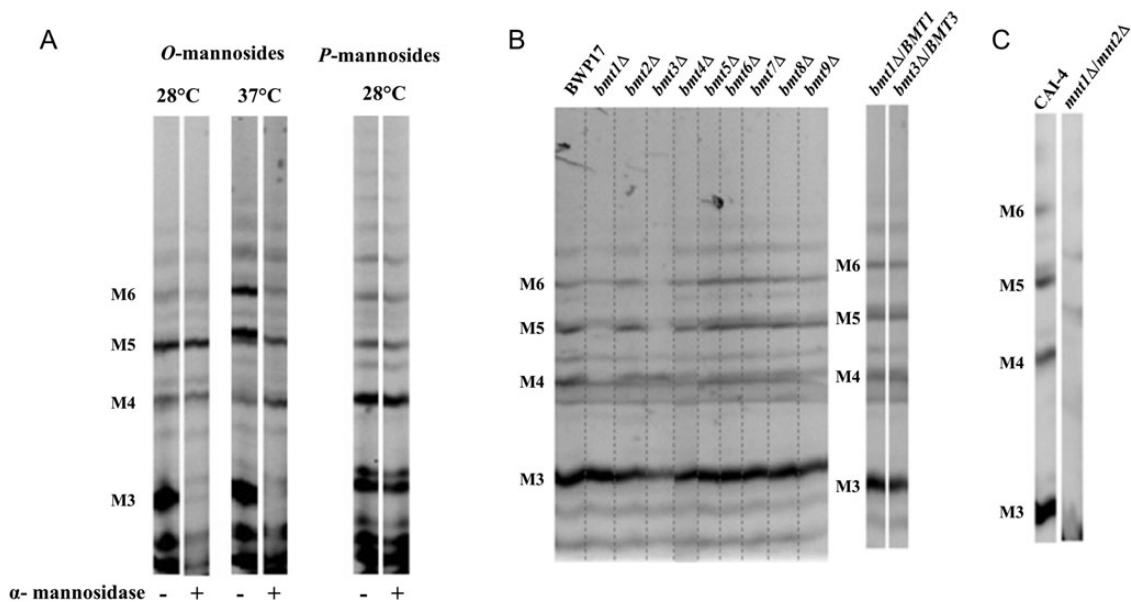 A
O-mannosides
P-mannosides
28°C
37°C
28°C
M6
M5
M4
M3
α- mannosidase - + - + - +
B
BWP17
bmt1Δ
bmt2Δ
bmt3Δ
bmt4Δ
bmt5Δ
bmt6Δ
bmt7Δ
bmt8Δ
bmt9Δ
M6
M5
M4
M3
bmt1Δ/BMT1
bmt3Δ/BMT3
M6
M5
M4
M3
C
CAI-4
mnt1Δ/mnt2Δ
M6
M5
M4
M3